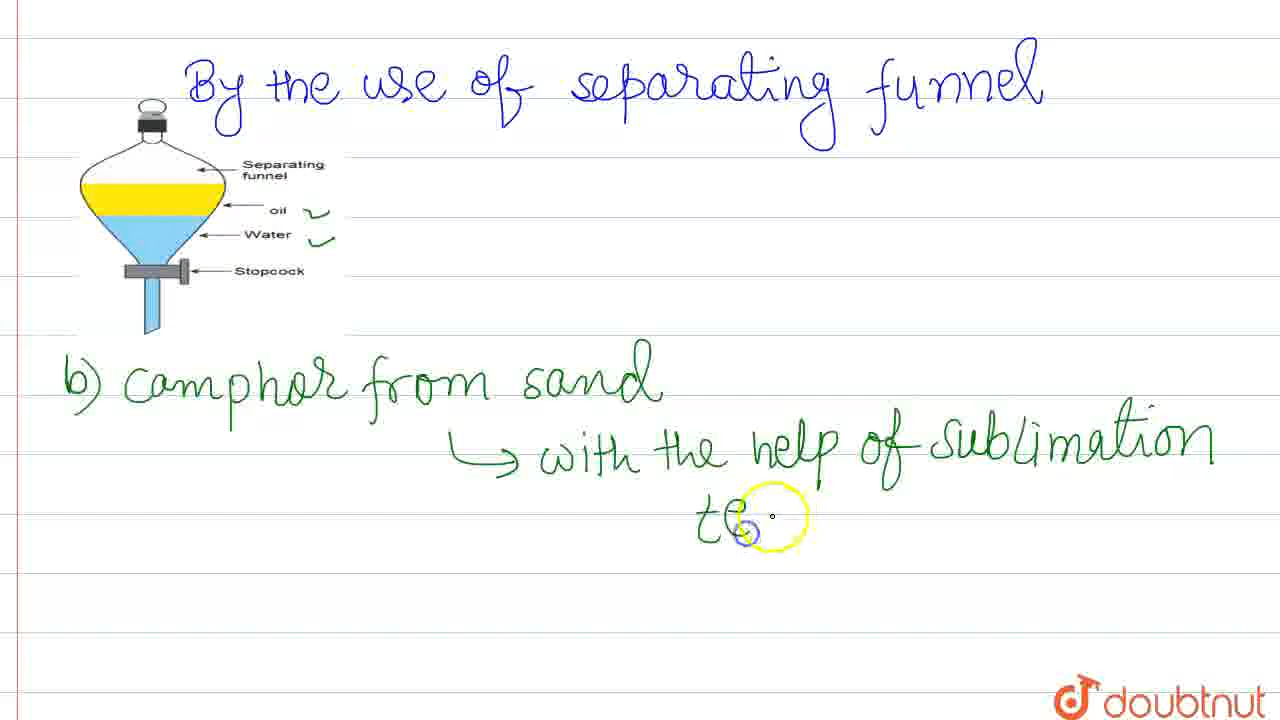 By the use of separating funnel
Separating
funnel
oil
Water
Stopcock
b) camphor from sand
with the help of sublimation
te
doubtnut